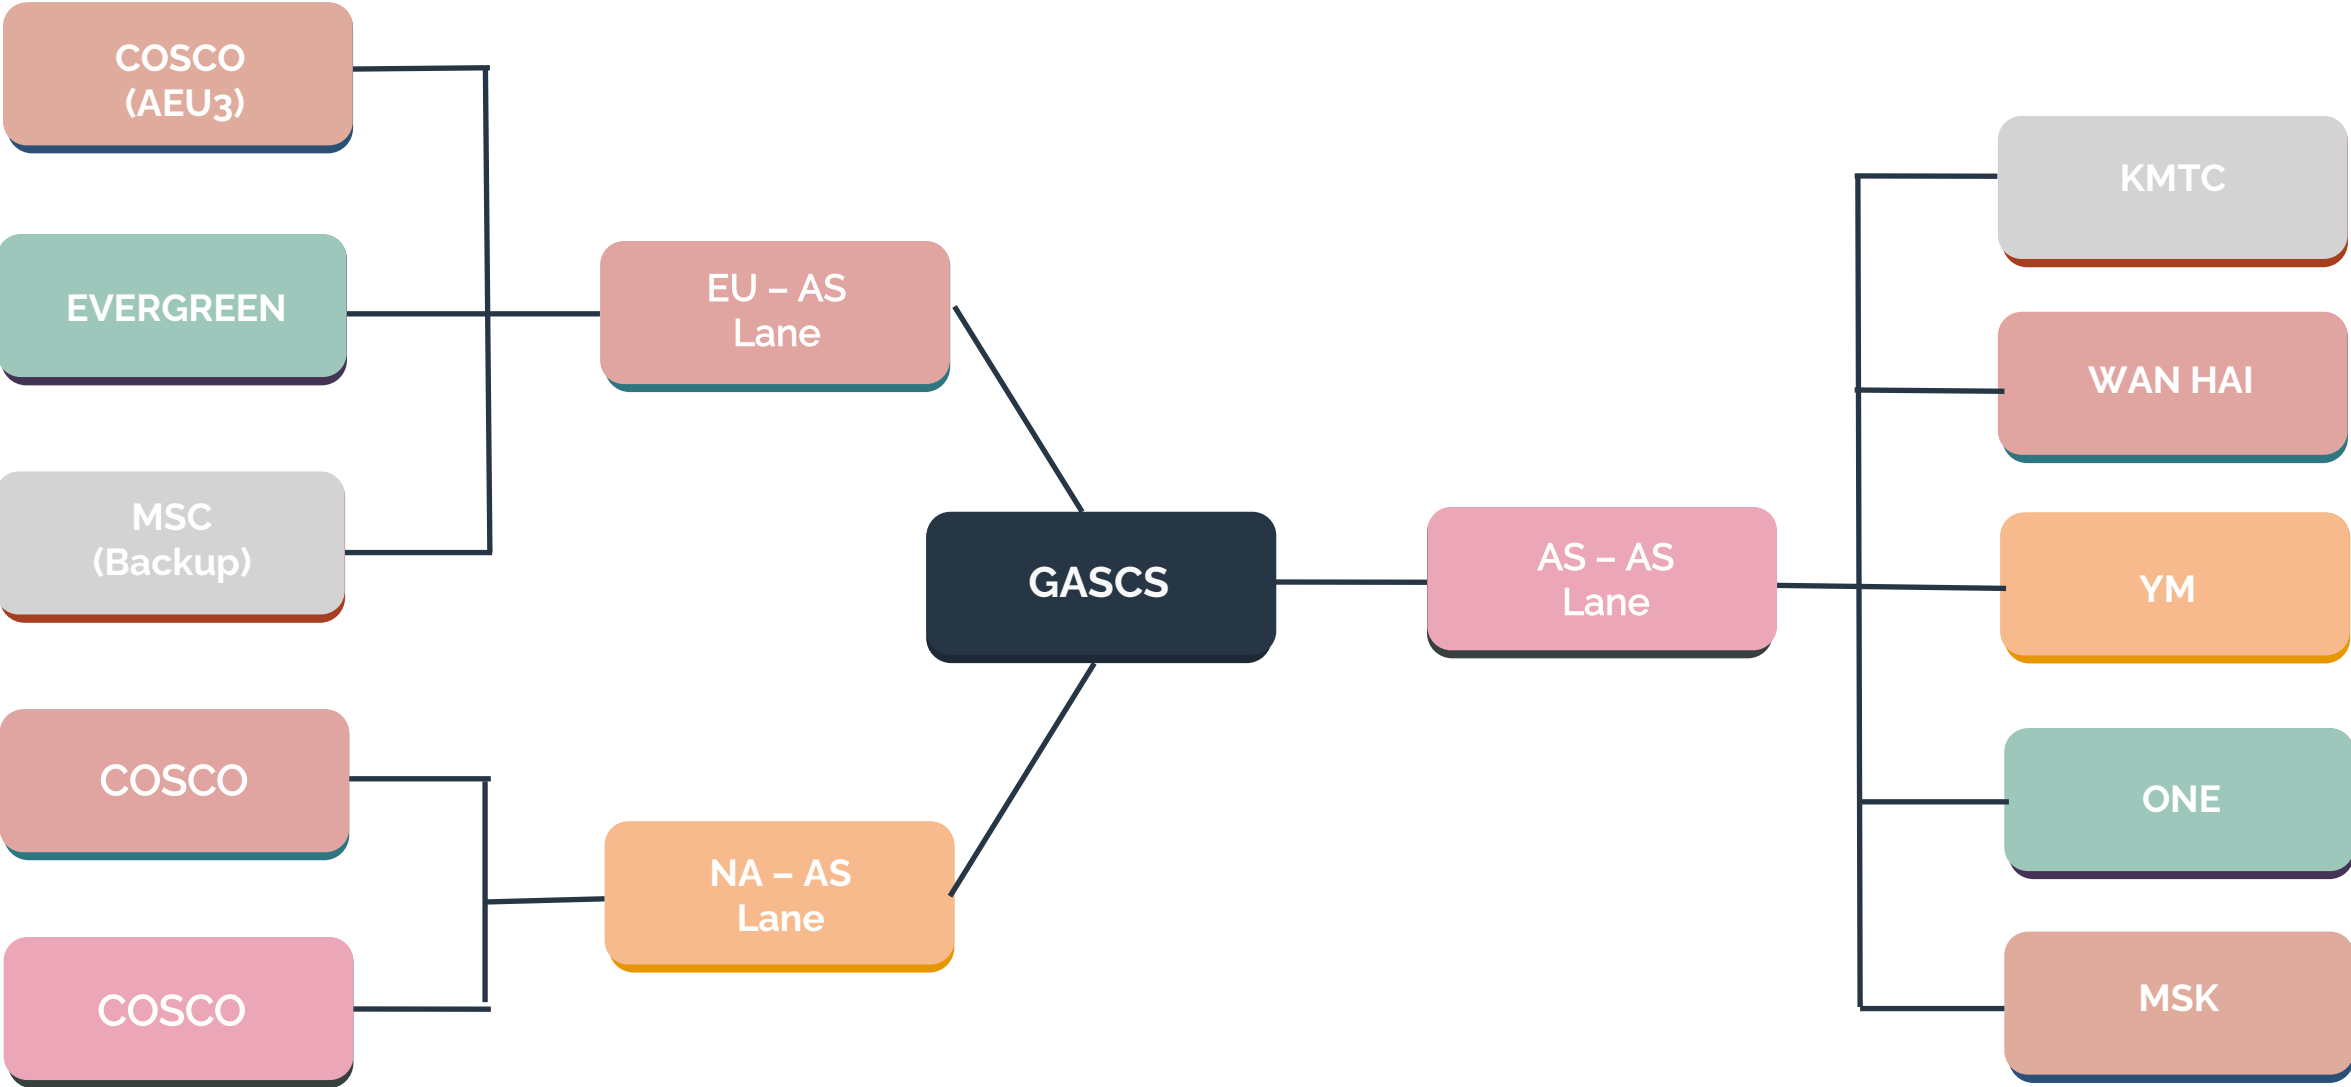 COSCO
(AEU3)
EVERGREEN
MSC
(Backup)
COSCO
COSCO
EU – AS
Lane
NA – AS
Lane
GASCS
AS – AS
Lane
KMTC
WAN HAI
YM
ONE
MSK